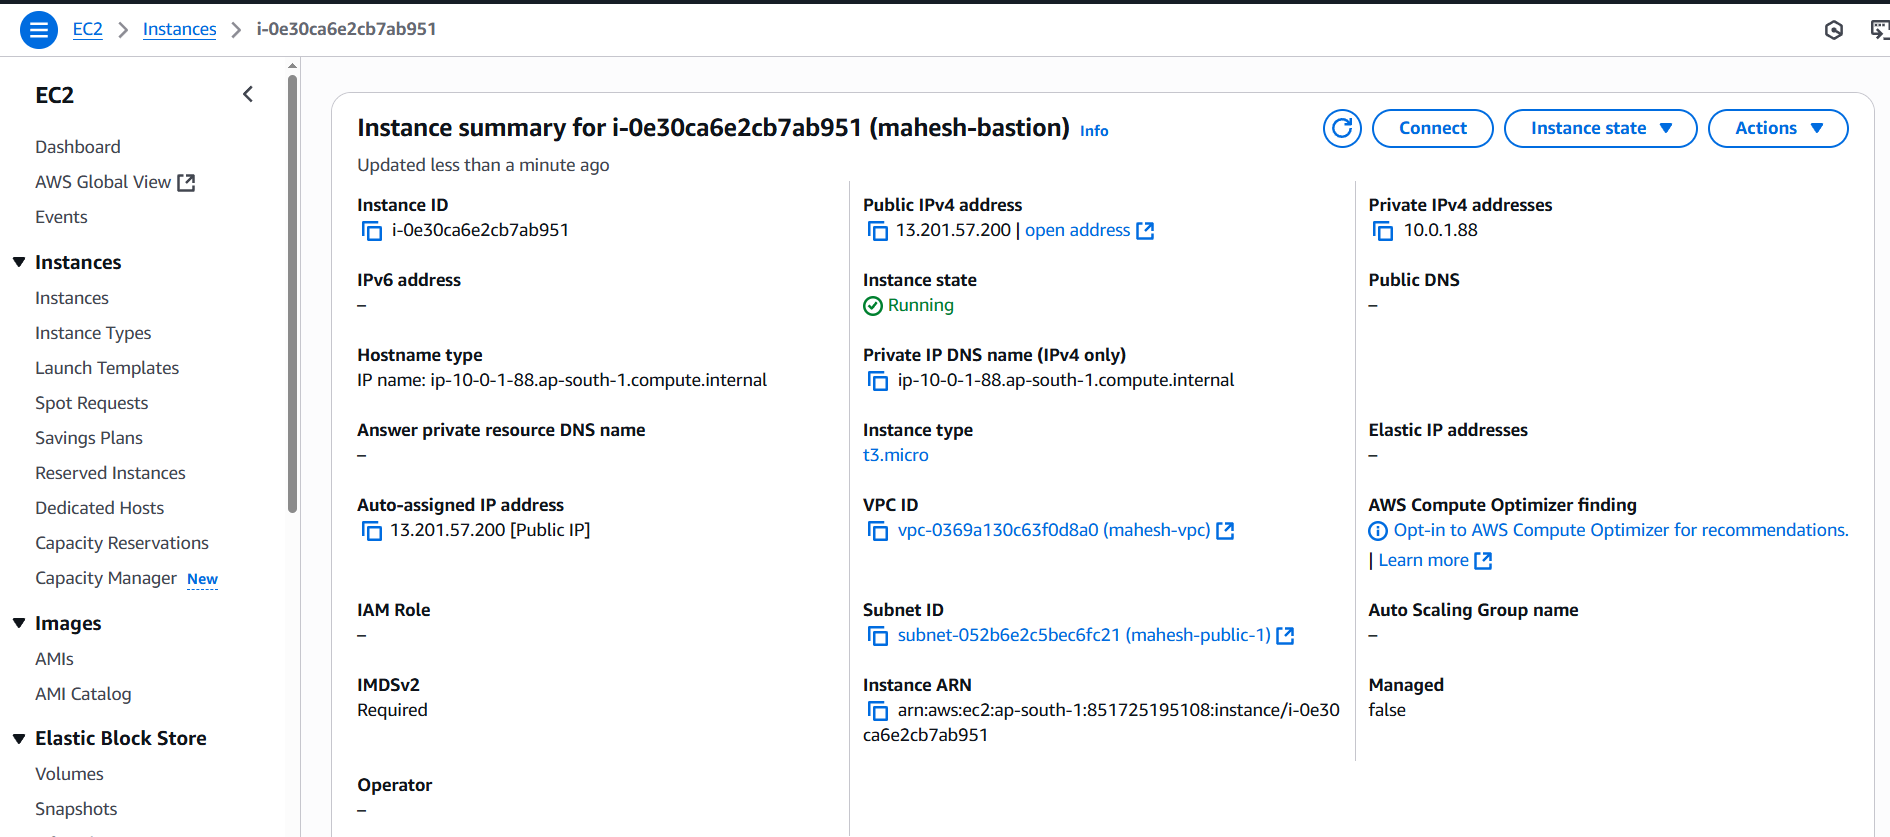 EC2 > Instances > i-0e30ca6e2cb7ab951
EC2
Dashboard
AWS Global View
Events
Instances
Instances
Instance Types
Launch Templates
Spot Requests
Savings Plans
Reserved Instances
Dedicated Hosts
Capacity Reservations
Capacity Manager New
Images
AMIs
AMI Catalog
Elastic Block Store
Volumes
Snapshots
Instance summary for i-0e30ca6e2cb7ab951 (mahesh-bastion) Info
Connect
Instance state
Actions
Updated less than a minute ago
Instance ID
i-0e30ca6e2cb7ab951
Public IPv4 address
13.201.57.200 | open address
Private IPv4 addresses
10.0.1.88
IPv6 address
–
Instance state
Running
Public DNS
–
Hostname type
IP name: ip-10-0-1-88.ap-south-1.compute.internal
Private IP DNS name (IPv4 only)
ip-10-0-1-88.ap-south-1.compute.internal
Answer private resource DNS name
–
Instance type
t3.micro
Elastic IP addresses
–
Auto-assigned IP address
13.201.57.200 [Public IP]
VPC ID
vpc-0369a130c63f0d8a0 (mahesh-vpc)
AWS Compute Optimizer finding
Opt-in to AWS Compute Optimizer for recommendations.
| Learn more
IAM Role
–
Subnet ID
subnet-052b6e2c5bec6fc21 (mahesh-public-1)
Auto Scaling Group name
–
IMDSv2
Required
Instance ARN
arn:aws:ec2:ap-south-1:851725195108:instance/i-0e30
ca6e2cb7ab951
Managed
false
Operator
–